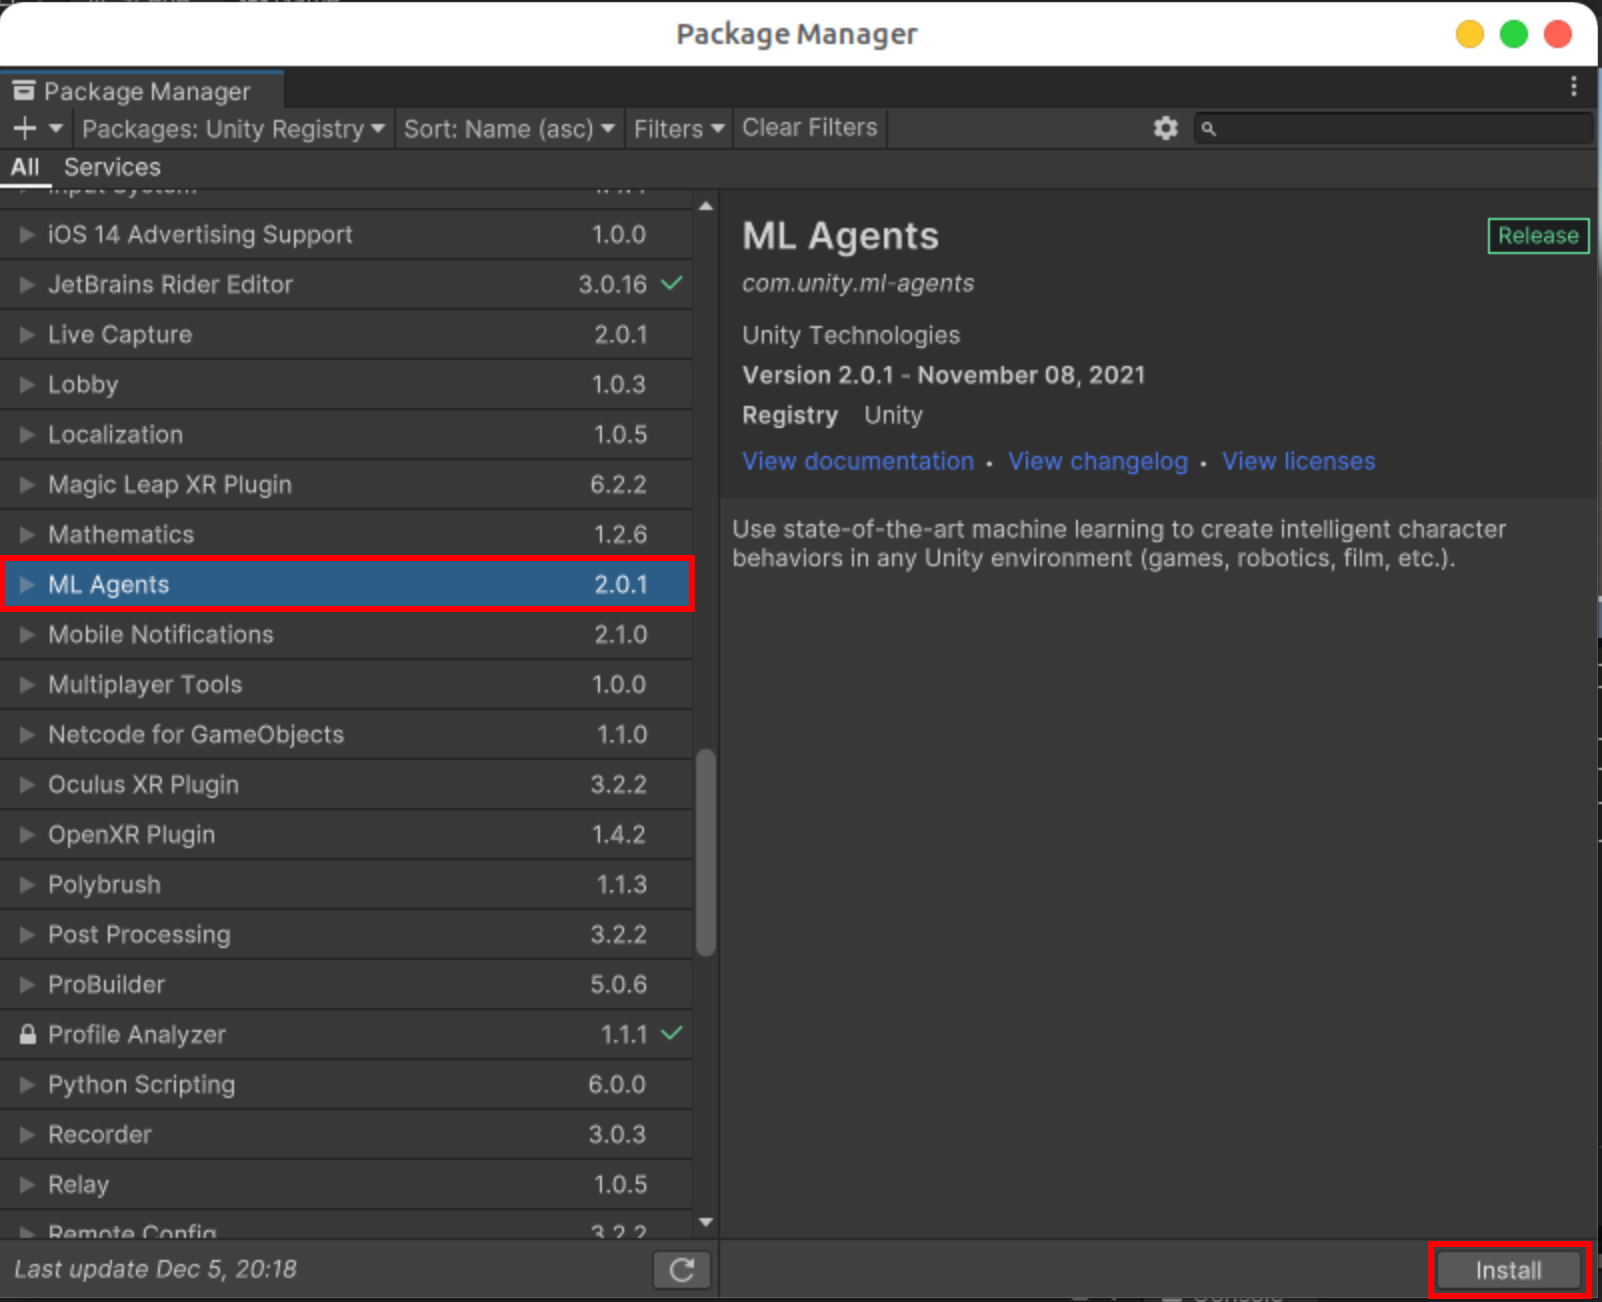 Package Manager
Package Manager
Packages: Unity Registry Sort: Name (asc) Filters Clear Filters
All Services
Input System
iOS 14 Advertising Support 1.0.0
JetBrains Rider Editor 3.0.16
Live Capture 2.0.1
Lobby 1.0.3
Localization 1.0.5
Magic Leap XR Plugin 6.2.2
Mathematics 1.2.6
ML Agents 2.0.1
Mobile Notifications 2.1.0
Multiplayer Tools 1.0.0
Netcode for GameObjects 1.1.0
Oculus XR Plugin 3.2.2
OpenXR Plugin 1.4.2
Polybrush 1.1.3
Post Processing 3.2.2
ProBuilder 5.0.6
Profile Analyzer 1.1.1
Python Scripting 6.0.0
Recorder 3.0.3
Relay 1.0.5
Remote Config 3.2.2
Last update Dec 5, 20:18
ML Agents
Release
com.unity.ml-agents
Unity Technologies
Version 2.0.1 - November 08, 2021
Registry Unity
View documentation • View changelog • View licenses
Use state-of-the-art machine learning to create intelligent character
behaviors in any Unity environment (games, robotics, film, etc.).
Install
Console